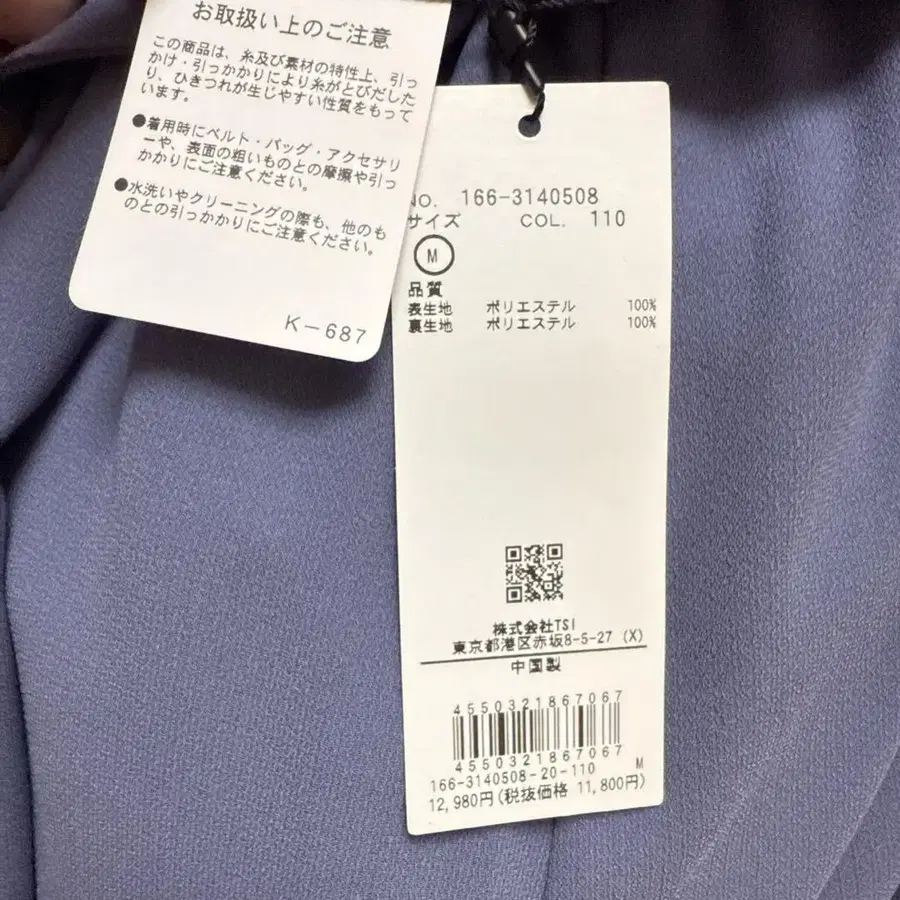 お取扱い上のご注意
この商品は、糸及び素材の特性上、引っ
かけ・引っかかりにより糸がとびだした
り、ひきつれが生じやすい性質をもって
います。
●着用時にベルト・バッグ・アクセサリ
ーや、表面の粗いものとの摩擦や引っ
かかりにご注意ください。
●水洗いやクリーニングの際も、他のも
のとの引っかかりにご注意ください。
K-687
NO. 166-3140508
サイズ COL. 110
M
品質
表生地 ポリエステル 100%
裏生地 ポリエステル 100%
株式会社TSI
東京都港区赤坂8-5-27 (X)
中国製
4550321867067
4550321867067
166-3140508-20-110 M
12,980円(税抜価格 11,800円)